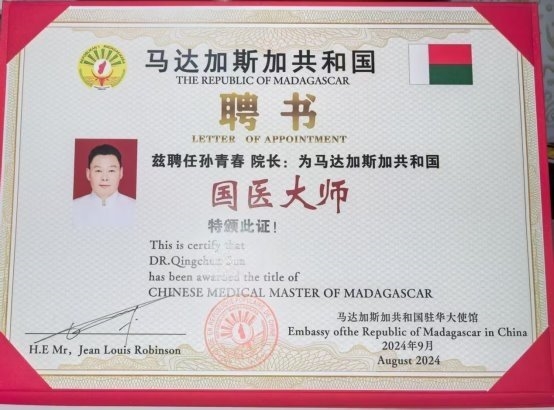 马达加斯加共和国
THE REPUBLIC OF MADAGASCAR
聘书
LETTER OF APPOINTMENT
兹聘任孙青春 院长：为马达加斯加共和国
国医大师
特颁此证！
This is certify that
DR.Qingchun Sun
has been awarded the title of
CHINESE MEDICAL MASTER OF MADAGASCAR
马达加斯加共和国驻华大使馆
Embassy ofthe Republic of Madagascar in China
2024年9月
August 2024
H.E Mr，Jean Louis Robinson